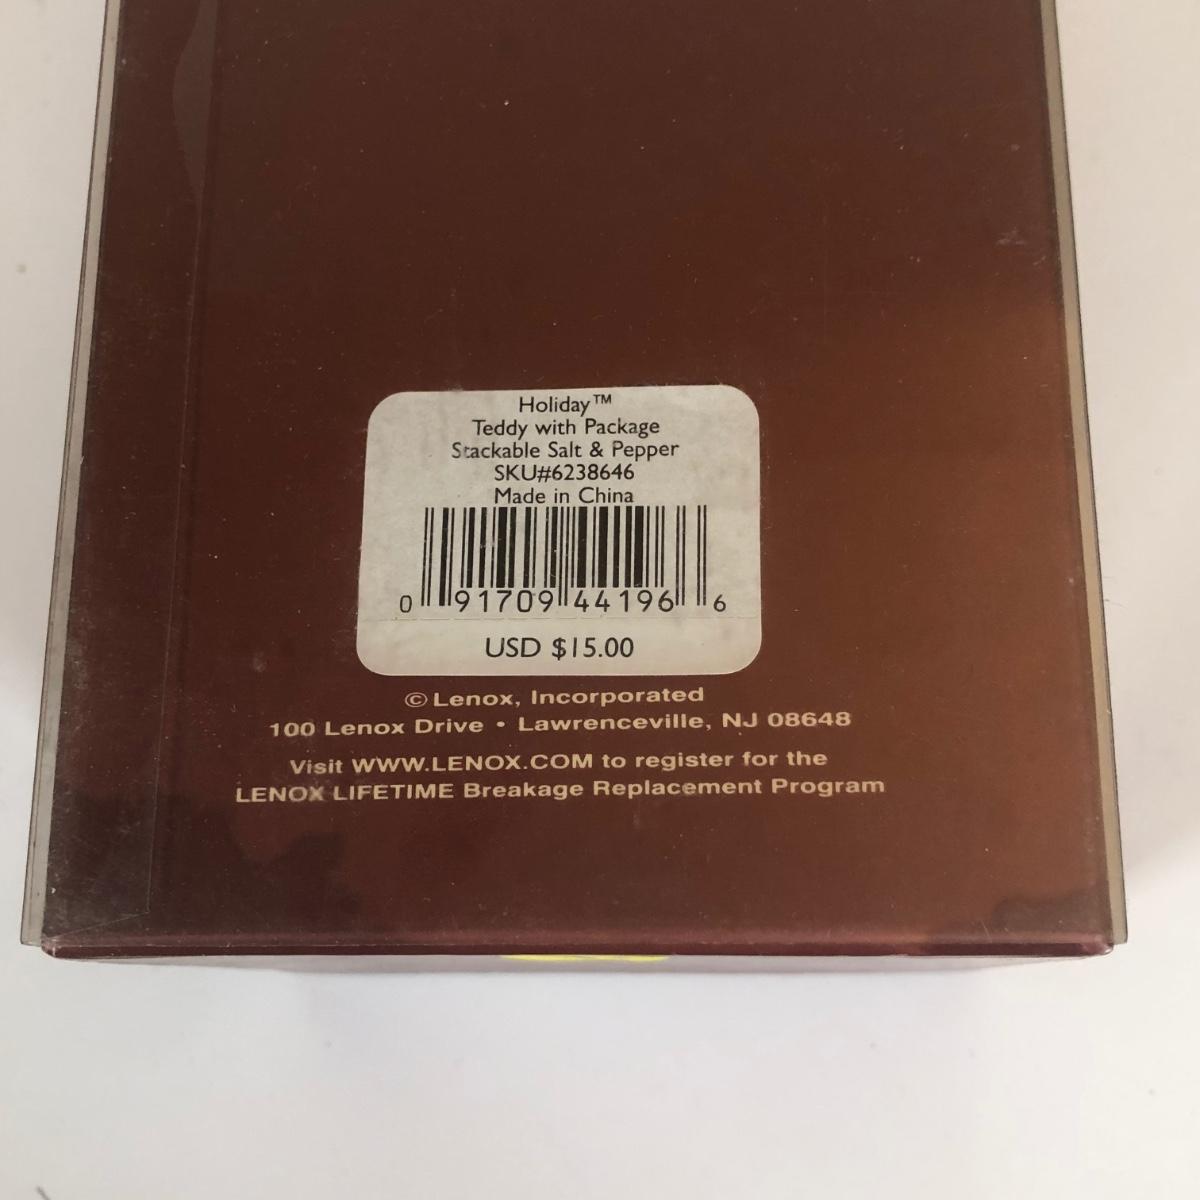 Holiday™
Teddy with Package
Stackable Salt & Pepper
SKU#6238646
Made in China
0 91709 44196 6
USD $15.00
© Lenox, Incorporated
100 Lenox Drive • Lawrenceville, NJ 08648
Visit WWW.LENOX.COM to register for the
LENOX LIFETIME Breakage Replacement Program